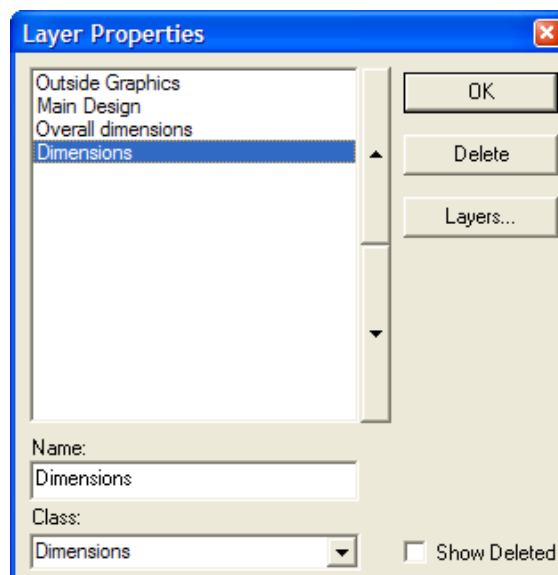 Layer Properties
Outside Graphics
Main Design
Overall dimensions
Dimensions
OK
Delete
Layers...
Name:
Dimensions
Class:
Dimensions
Show Deleted